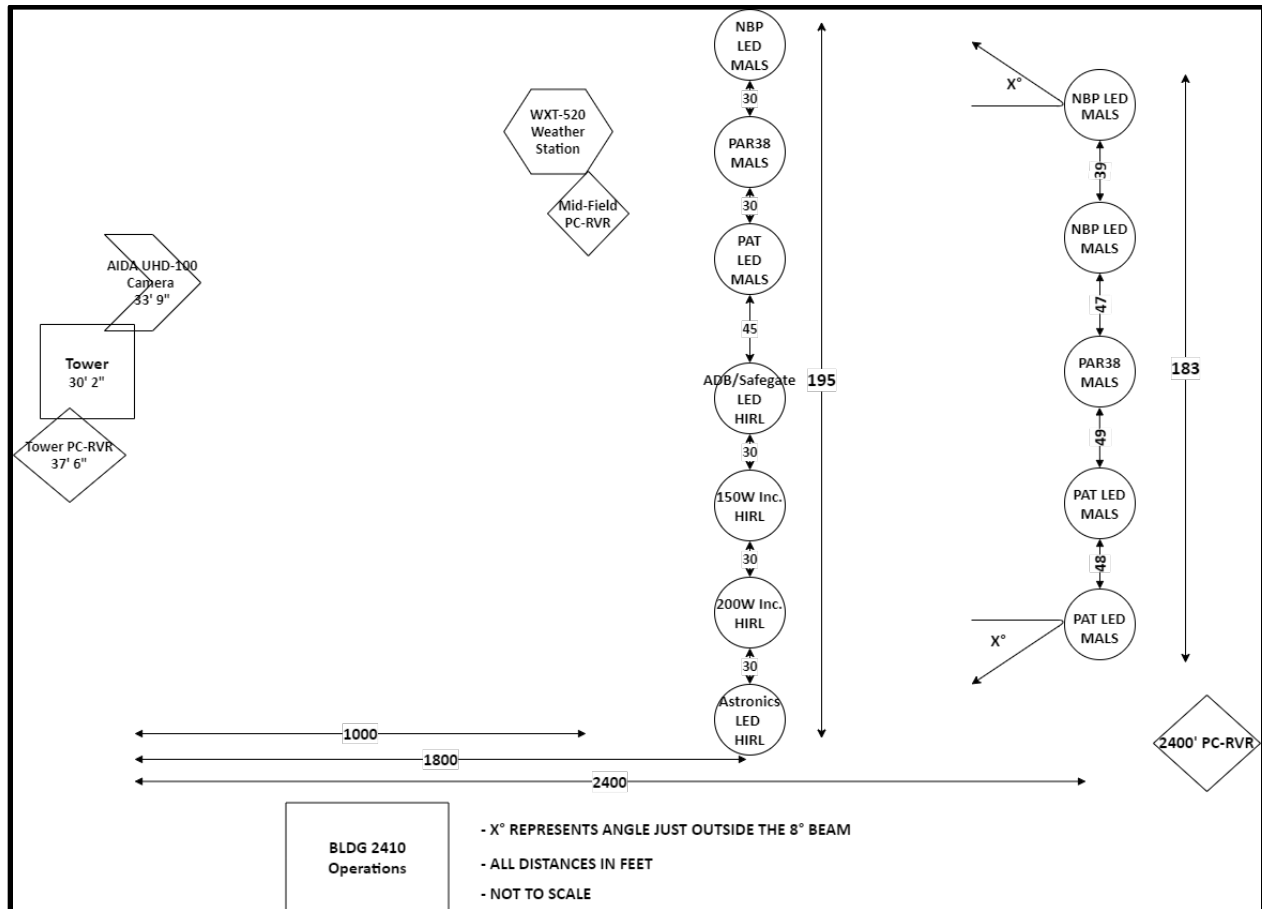 NBP
LED
MALS
30
PAR38
MALS
30
PAT
LED
MALS
45
ADB/Safegate
LED
HIRL
30
150W Inc.
HIRL
30
200W Inc.
HIRL
30
Astronics
LED
HIRL
195
WXT-520
Weather
Station
Mid-Field
PC-RVR
AIDA UHD-100
Camera
33' 9"
Tower
30' 2"
Tower PC-RVR
37' 6"
X°
NBP LED
MALS
39
NBP LED
MALS
47
PAR38
MALS
49
PAT LED
MALS
48
PAT LED
MALS
X°
183
2400' PC-RVR
1000
1800
2400
BLDG 2410
Operations
- X° REPRESENTS ANGLE JUST OUTSIDE THE 8° BEAM
- ALL DISTANCES IN FEET
- NOT TO SCALE